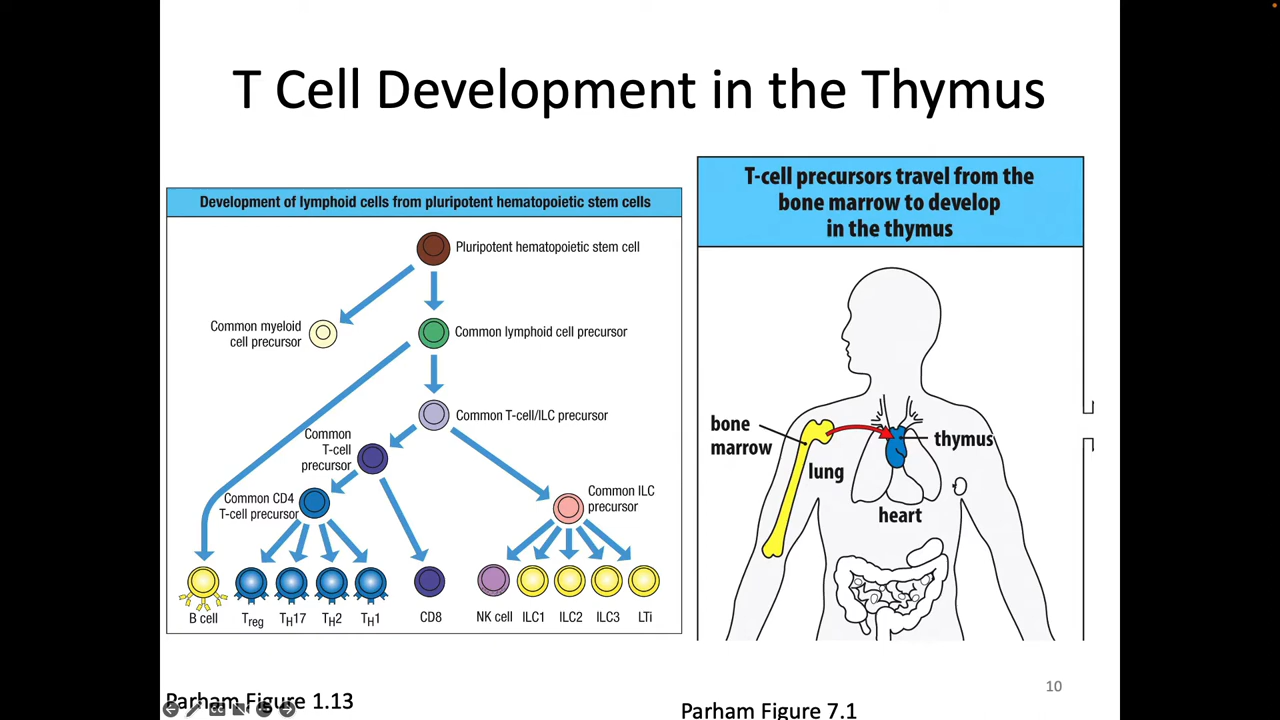 T Cell Development in the Thymus
Development of lymphoid cells from pluripotent hematopoietic stem cells
Pluripotent hematopoietic stem cell
Common myeloid
cell precursor
Common lymphoid cell precursor
Common T-cell/ILC precursor
Common
T-cell
precursor
Common CD4
T-cell precursor
Common ILC
precursor
B cell
Treg
TH17
TH2
TH1
CD8
NK cell
ILC1
ILC2
ILC3
LTi
Parham Figure 1.13
T-cell precursors travel from the
bone marrow to develop
in the thymus
bone
marrow
thymus
lung
heart
10
Parham Figure 7.1